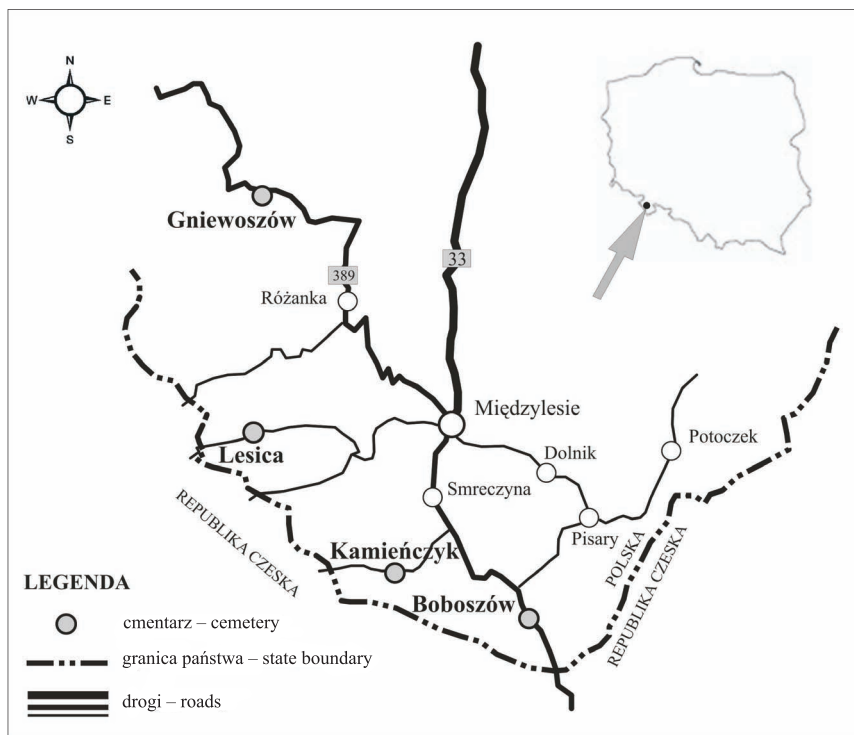 N
W E
S
Gniewoszów
389
33
Różanka
Międzylesie
Lesica
Dolnik
Potoczek
Smreczyna
Pisary
REPUBLIKA CZESKA
Kamieńczyk
POLSKA
REPUBLIKA CZESKA
Boboszów
LEGENDA
cmentarz – cemetery
granica państwa – state boundary
drogi – roads